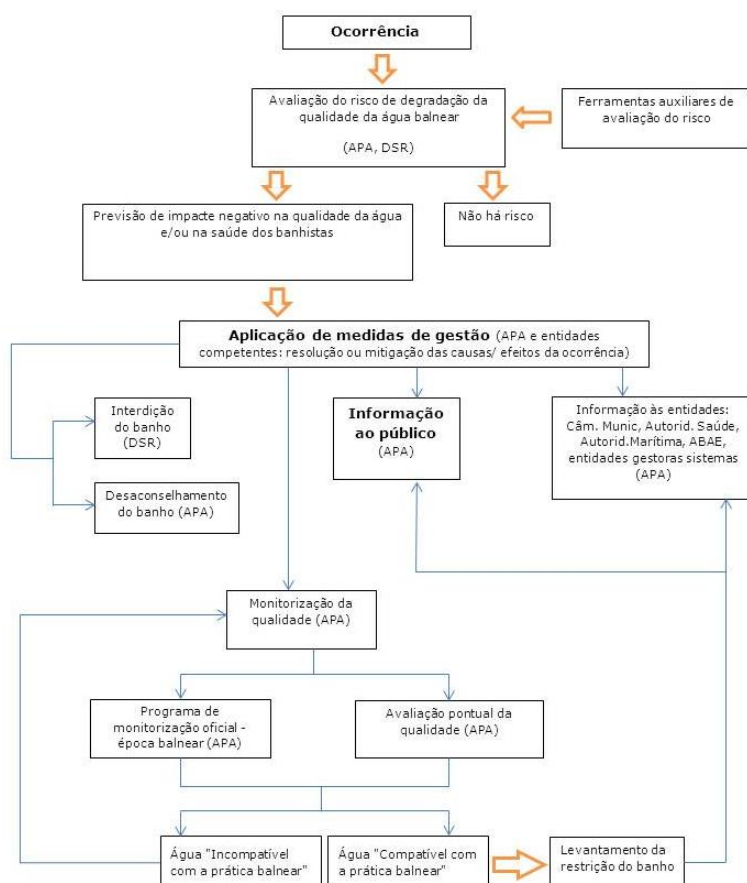 Ocorrência
Avaliação do risco de degradação da
qualidade da água balnear
(APA, DSR)
Ferramentas auxiliares de
avaliação do risco
Previsão de impacte negativo na qualidade da água
e/ou na saúde dos banhistas
Não há risco
Aplicação de medidas de gestão (APA e entidades
competentes: resolução ou mitigação das causas/ efeitos da ocorrência)
Interdição
do banho
(DSR)
Desaconselhamento
do banho (APA)
Informação
ao público
(APA)
Informação às entidades:
Câm. Munic, Autorid. Saúde,
Autorid.Marítima, ABAE,
entidades gestoras sistemas
(APA)
Monitorização da
qualidade (APA)
Programa de
monitorização oficial -
época balnear (APA)
Avaliação pontual da
qualidade (APA)
Água "Incompatível
com a prática balnear"
Água "Compatível com
a prática balnear"
Levantamento da
restrição do banho